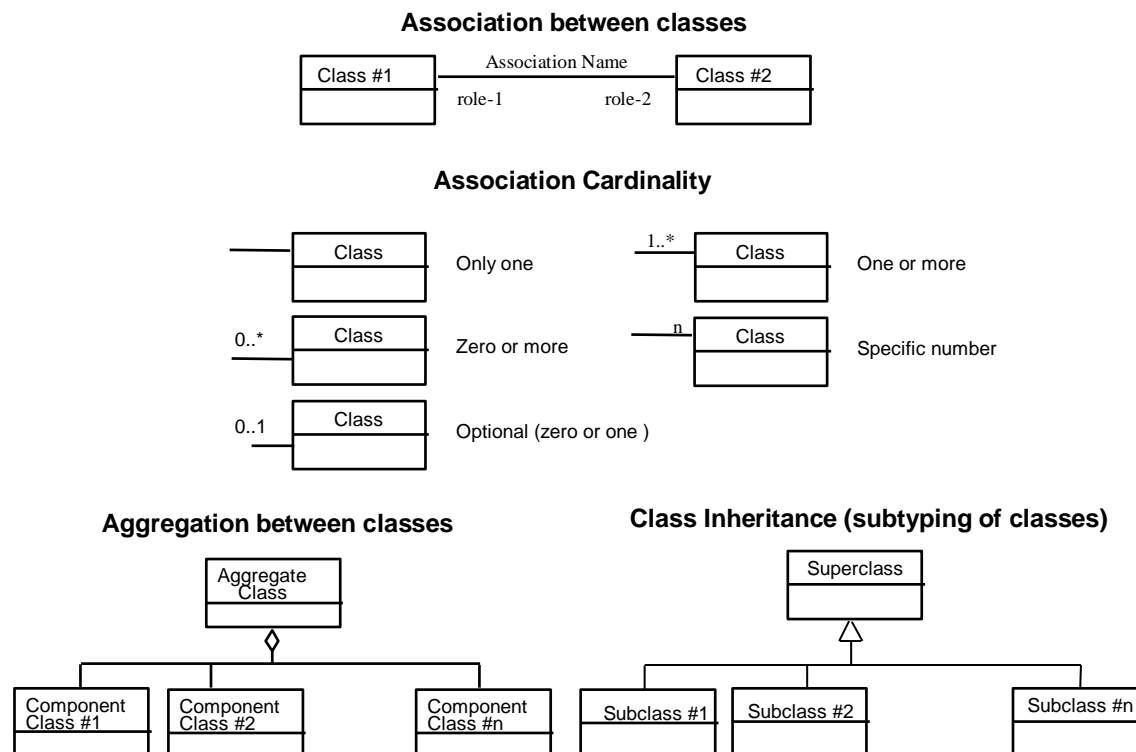 Association between classes
Class #1
Association Name
Class #2
role-1
role-2
Association Cardinality
Class
Only one
1..*
Class
One or more
0..*
Class
Zero or more
n
Class
Specific number
0..1
Class
Optional (zero or one )
Aggregation between classes
Class Inheritance (subtyping of classes)
Aggregate
Class
Superclass
Component
Class #1
Component
Class #2
Component
Class #n
Subclass #1
Subclass #2
Subclass #n